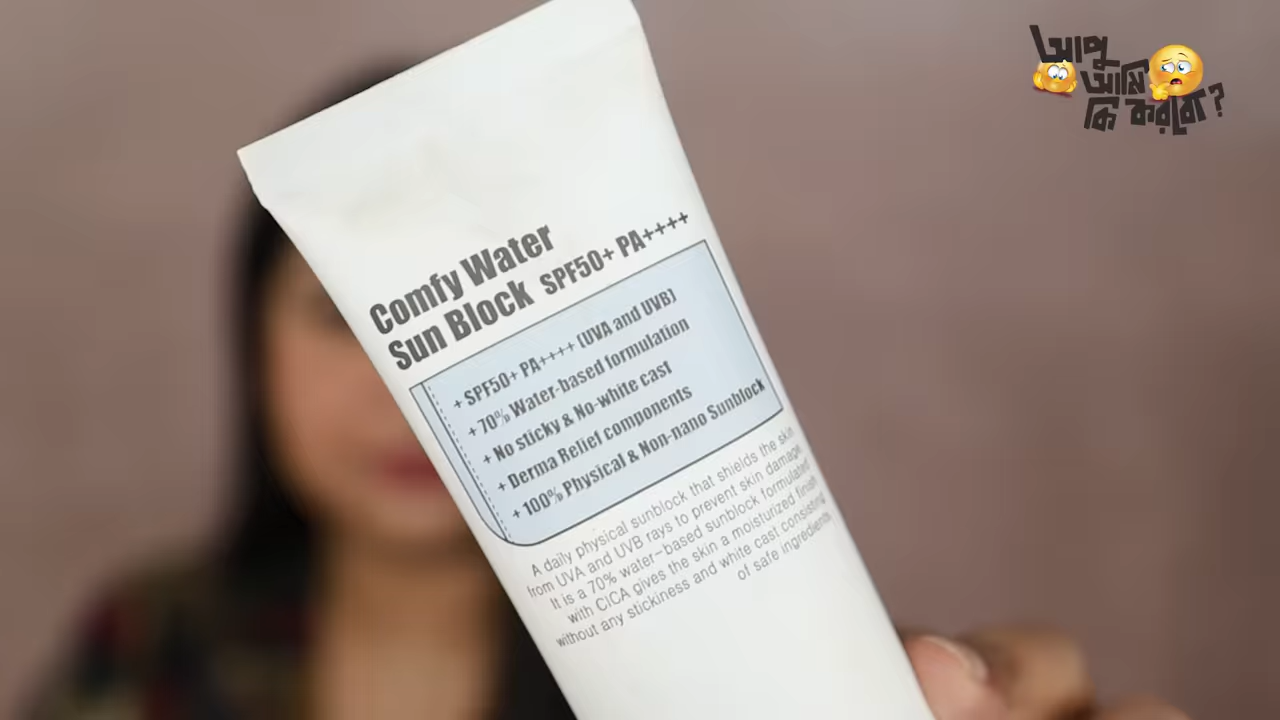 আপু
আমি
কি করবো?
Comfy Water
Sun Block SPF50+ PA++++
+ SPF50+ PA++++ (UVA and UVB)
+ 70% Water-based formulation
+ No sticky & No-white cast
+ Derma Relief components
+ 100% Physical & Non-nano Sunblock
A daily physical sunblock that shields the skin
from UVA and UVB rays to prevent skin damage.
It is a 70% water-based sunblock formulated
with CICA gives the skin a moisturized finish
without any stickiness and white cast consisting
of safe ingredients